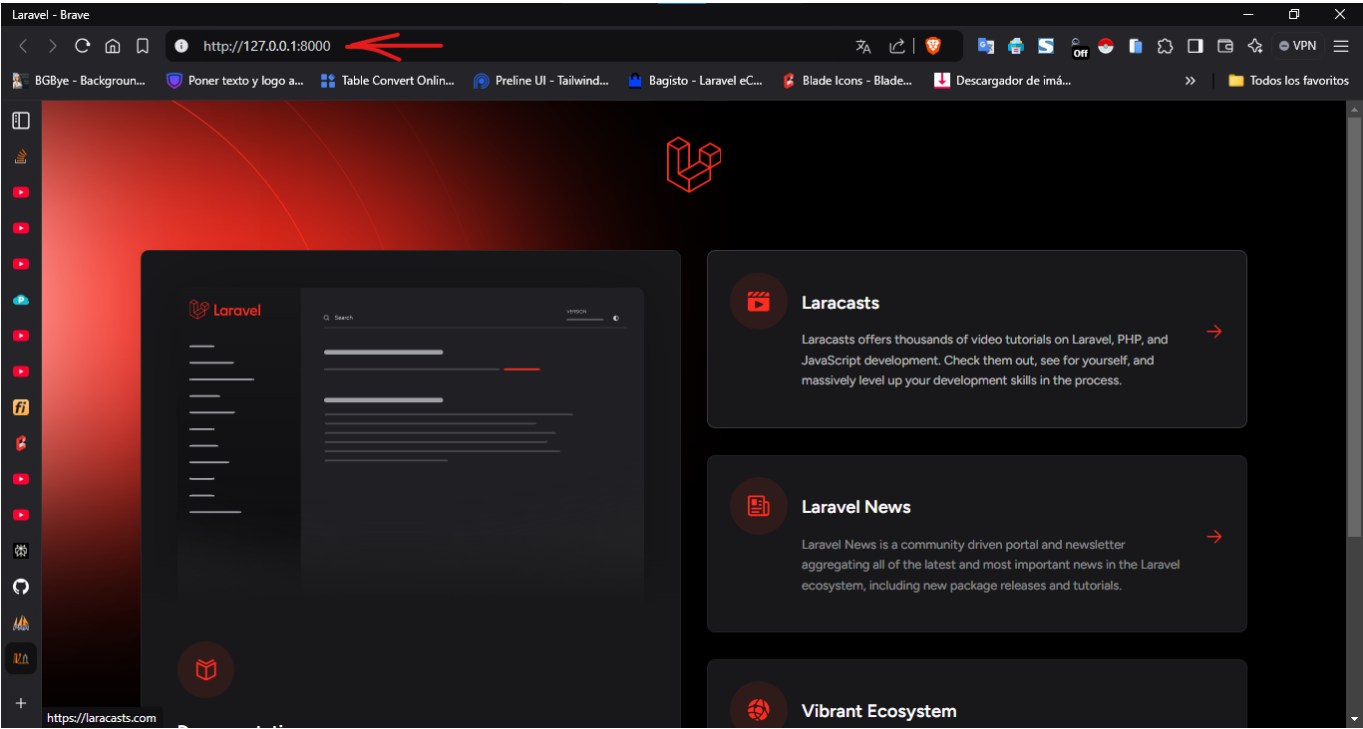 Laravel - Brave
http://127.0.0.1:8000
Off
VPN
BGBye - Backgroun...
Poner texto y logo a...
Table Convert Onlin...
Preline UI - Tailwind...
Bagisto - Laravel eC...
Blade Icons - Blade...
Descargador de imá...
»
Todos los favoritos
Laravel
Search
VERSION
Laracasts
Laracasts offers thousands of video tutorials on Laravel, PHP, and
JavaScript development. Check them out, see for yourself, and
massively level up your development skills in the process.
Laravel News
Laravel News is a community driven portal and newsletter
aggregating all of the latest and most important news in the Laravel
ecosystem, including new package releases and tutorials.
Vibrant Ecosystem
https://laracasts.com